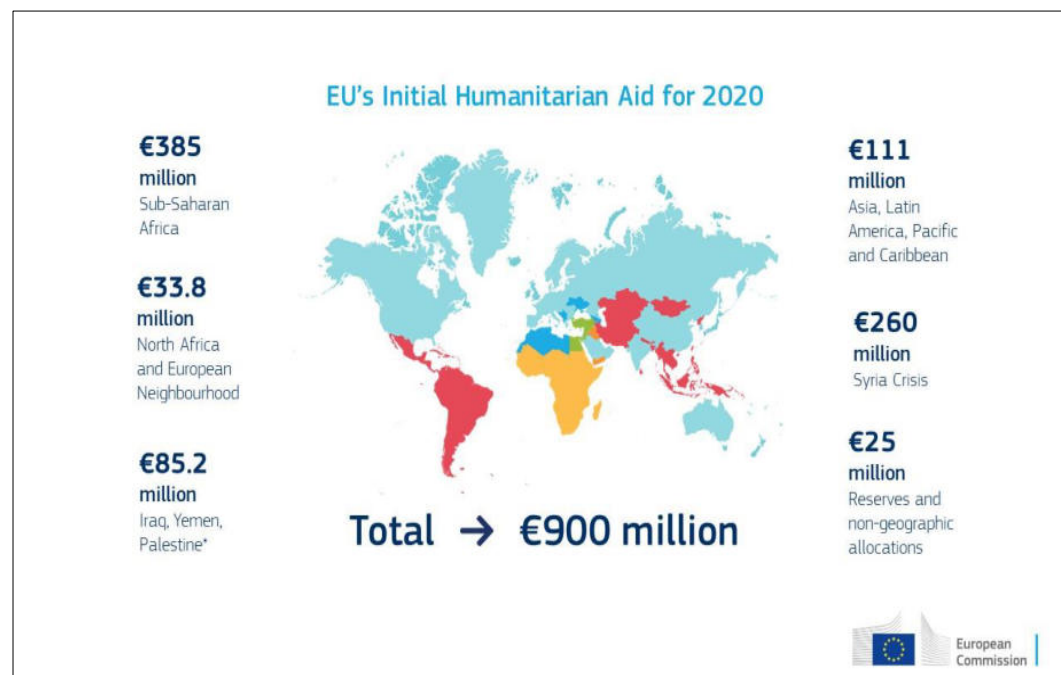 EU's Initial Humanitarian Aid for 2020
€385
million
Sub-Saharan
Africa
€33.8
million
North Africa
and European
Neighbourhood
€85.2
million
Iraq, Yemen,
Palestine*
€111
million
Asia, Latin
America, Pacific
and Caribbean
€260
million
Syria Crisis
€25
million
Reserves and
non-geographic
allocations
Total → €900 million
European
Commission